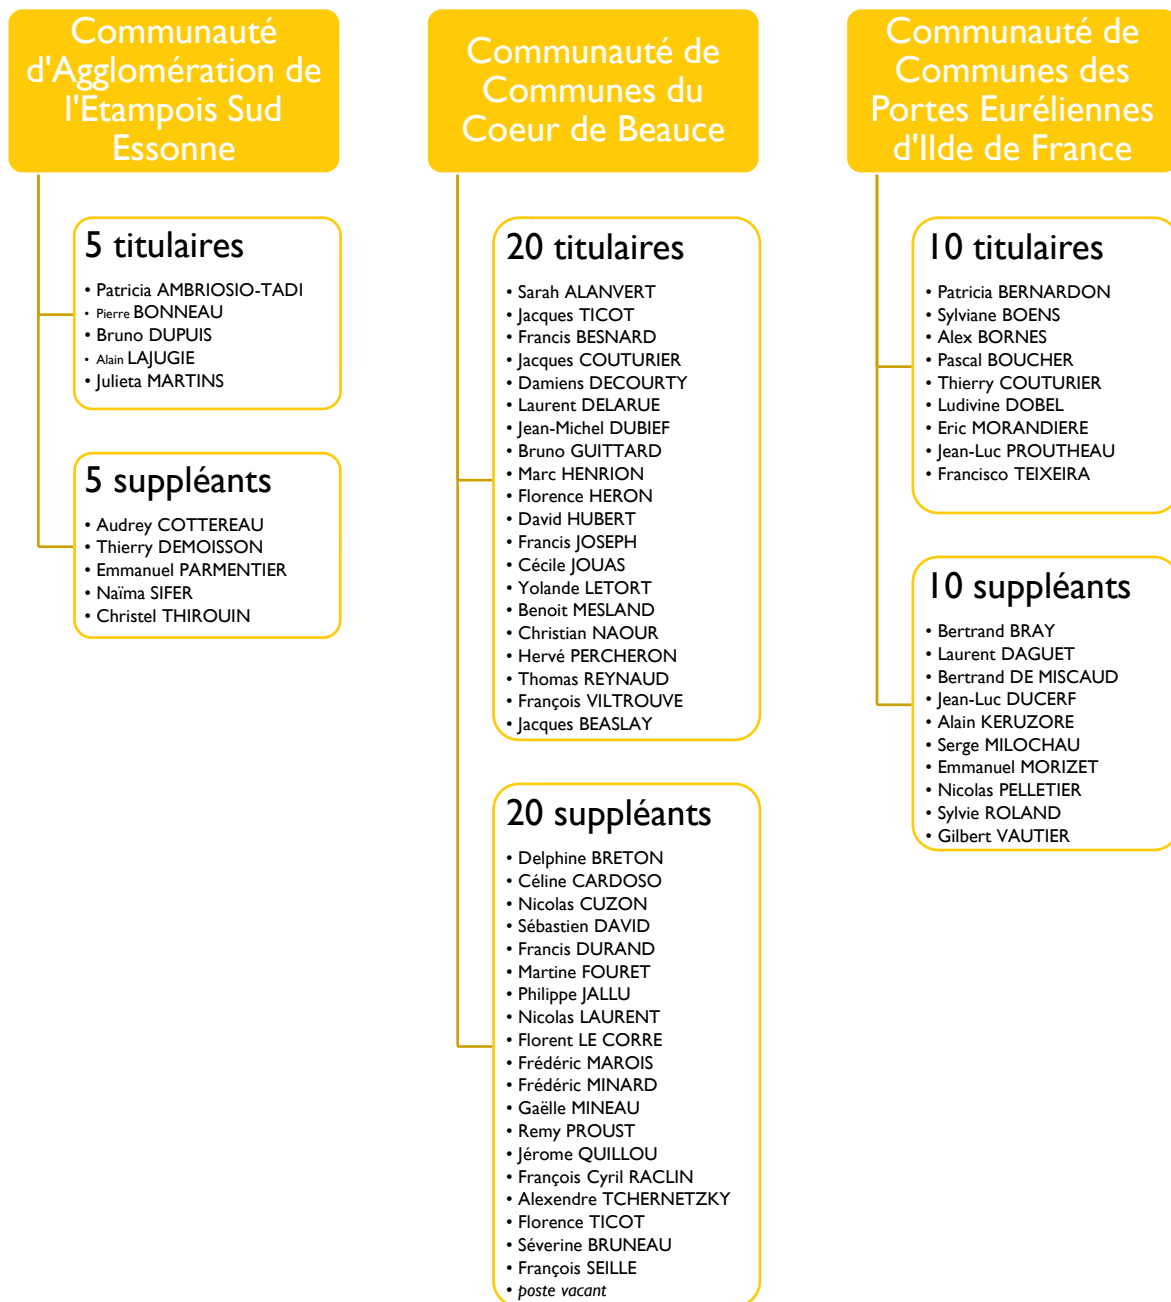 Communauté
d'Agglomération de
l'Etampois Sud
Essonne
5 titulaires
• Patricia AMBRIOSIO-TADI
• Pierre BONNEAU
• Bruno DUPUIS
• Alain LAJUGIE
• Julieta MARTINS
5 suppléants
• Audrey COTTEREAU
• Thierry DEMOISSON
• Emmanuel PARMENTIER
• Naïma SIFER
• Christel THIROUIN
Communauté de
Communes du
Coeur de Beauce
20 titulaires
• Sarah ALANVERT
• Jacques TICOT
• Francis BESNARD
• Jacques COUTURIER
• Damiens DECOURTY
• Laurent DELARUE
• Jean-Michel DUBIEF
• Bruno GUITTARD
• Marc HENRION
• Florence HERON
• David HUBERT
• Francis JOSEPH
• Cécile JOUAS
• Yolande LETORT
• Benoit MESLAND
• Christian NAOUR
• Hervé PERCHERON
• Thomas REYNAUD
• François VILTROUVE
• Jacques BEASLAY
20 suppléants
• Delphine BRETON
• Céline CARDOSO
• Nicolas CUZON
• Sébastien DAVID
• Francis DURAND
• Martine FOURET
• Philippe JALLU
• Nicolas LAURENT
• Florent LE CORRE
• Frédéric MAROIS
• Frédéric MINARD
• Gaëlle MINEAU
• Remy PROUST
• Jérome QUILLOU
• François Cyril RACLIN
• Alexendre TCHERNETZKY
• Florence TICOT
• Séverine BRUNEAU
• François SEILLE
• poste vacant
Communauté de
Communes des
Portes Euréliennes
d'IIde de France
10 titulaires
• Patricia BERNARDON
• Sylviane BOENS
• Alex BORNES
• Pascal BOUCHER
• Thierry COUTURIER
• Ludivine DOBEL
• Eric MORANDIERE
• Jean-Luc PROUTHEAU
• Francisco TEIXEIRA
10 suppléants
• Bertrand BRAY
• Laurent DAGUET
• Bertrand DE MISCAUD
• Jean-Luc DUCERF
• Alain KERUZORE
• Serge MILOCHAU
• Emmanuel MORIZET
• Nicolas PELLETIER
• Sylvie ROLAND
• Gilbert VAUTIER